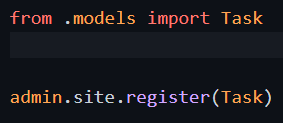 from .models import Task
admin.site.register(Task)